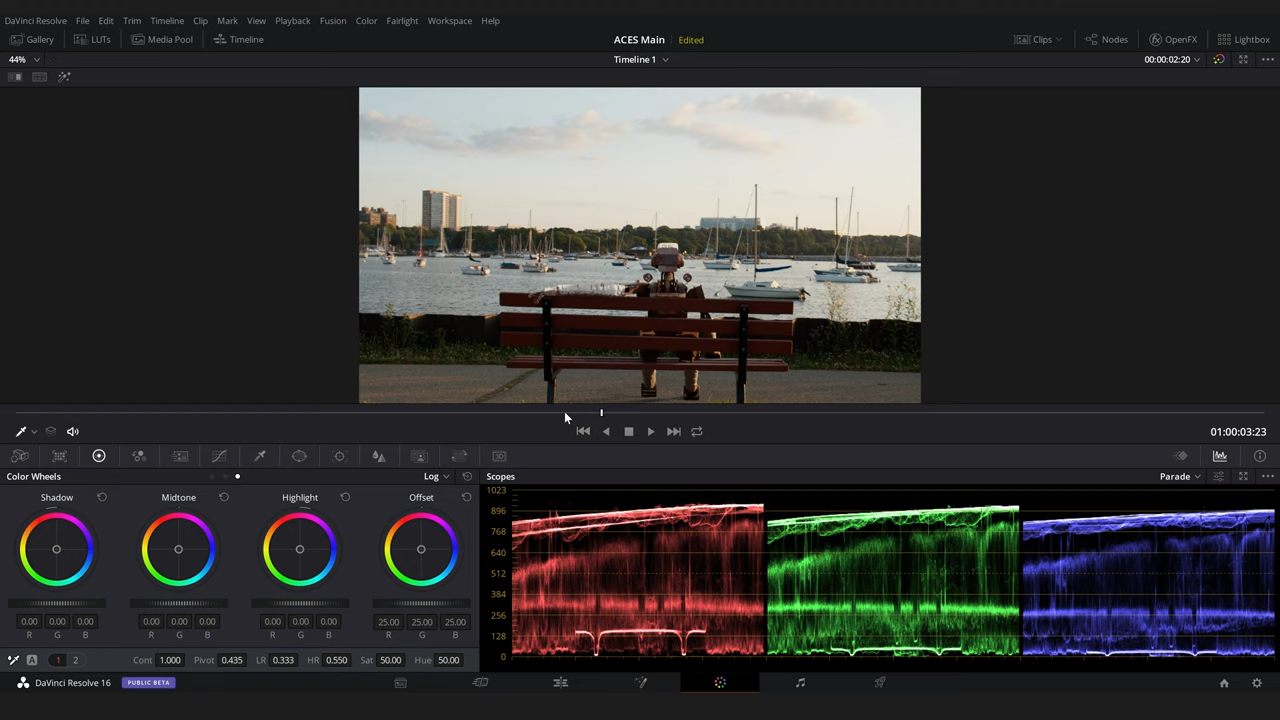 DaVinci Resolve File Edit Trim Timeline Clip Mark View Playback Fusion Color Fairlight Workspace Help
Gallery LUTs Media Pool Timeline ACES Main Edited Clips Nodes OpenFX Lightbox
44% Timeline 1 00:00:02:20
01:00:03:23
Color Wheels Log Scopes Parade
Shadow Midtone Highlight Offset
1023
896
768
640
512
384
256
128
0
0.00 0.00 0.00 0.00 0.00 0.00 0.00 0.00 0.00 25.00 25.00 25.00
R G B R G B R G B R G B
A 1 2 Cont 1.000 Pivot 0.435 LR 0.333 HR 0.550 Sat 50.00 Hue 50.00
DaVinci Resolve 16 PUBLIC BETA